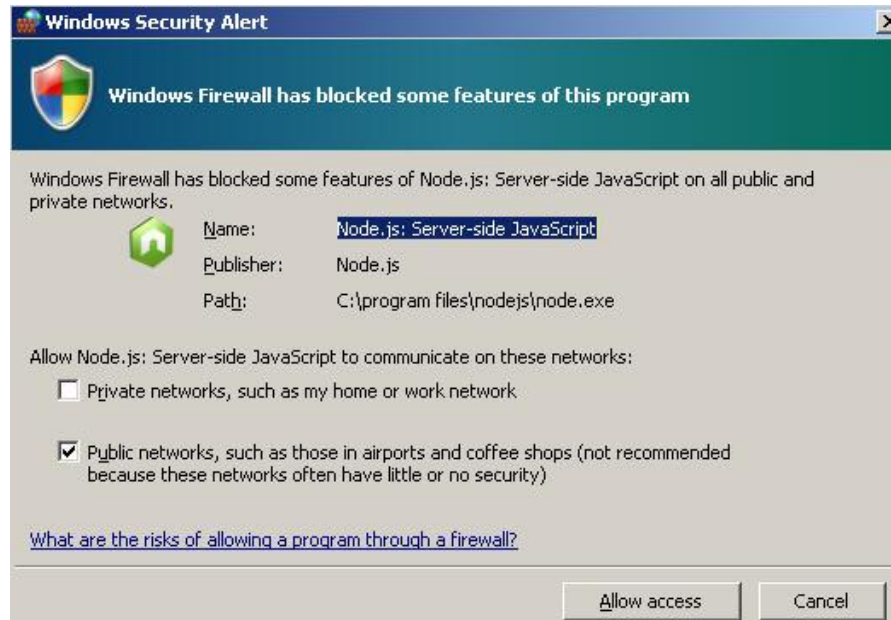 Windows Security Alert
Windows Firewall has blocked some features of this program
Windows Firewall has blocked some features of Node.js: Server-side JavaScript on all public and
private networks.
Name: Node.js: Server-side JavaScript
Publisher: Node.js
Path: C:\program files\nodejs\node.exe
Allow Node.js: Server-side JavaScript to communicate on these networks:
Private networks, such as my home or work network
Public networks, such as those in airports and coffee shops (not recommended
because these networks often have little or no security)
What are the risks of allowing a program through a firewall?
Allow access Cancel